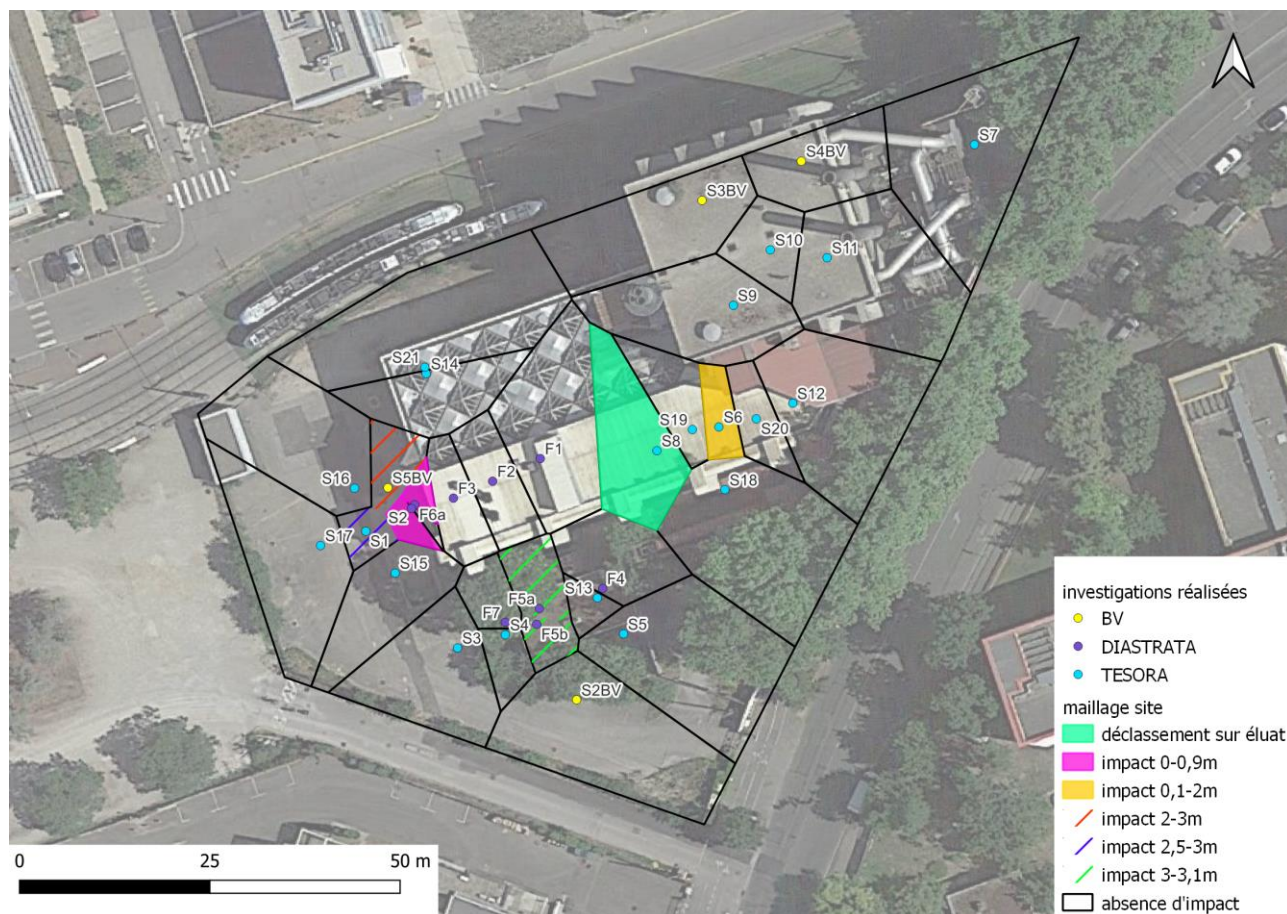 S7
S4BV
S3BV
S10
S11
S9
S21
S14
S12
S6
S19
S20
S8
F1
F2
F3
S18
S16
S5BV
S2
F6a
S1
S17
S15
S13
F4
F5a
F7
S4
F5b
S5
S3
S2BV
investigations réalisées
BV
DIASTRATA
TESORA
maillage site
déclassement sur éluat
impact 0-0,9m
impact 0,1-2m
impact 2-3m
impact 2,5-3m
impact 3-3,1m
absence d'impact
0 25 50 m